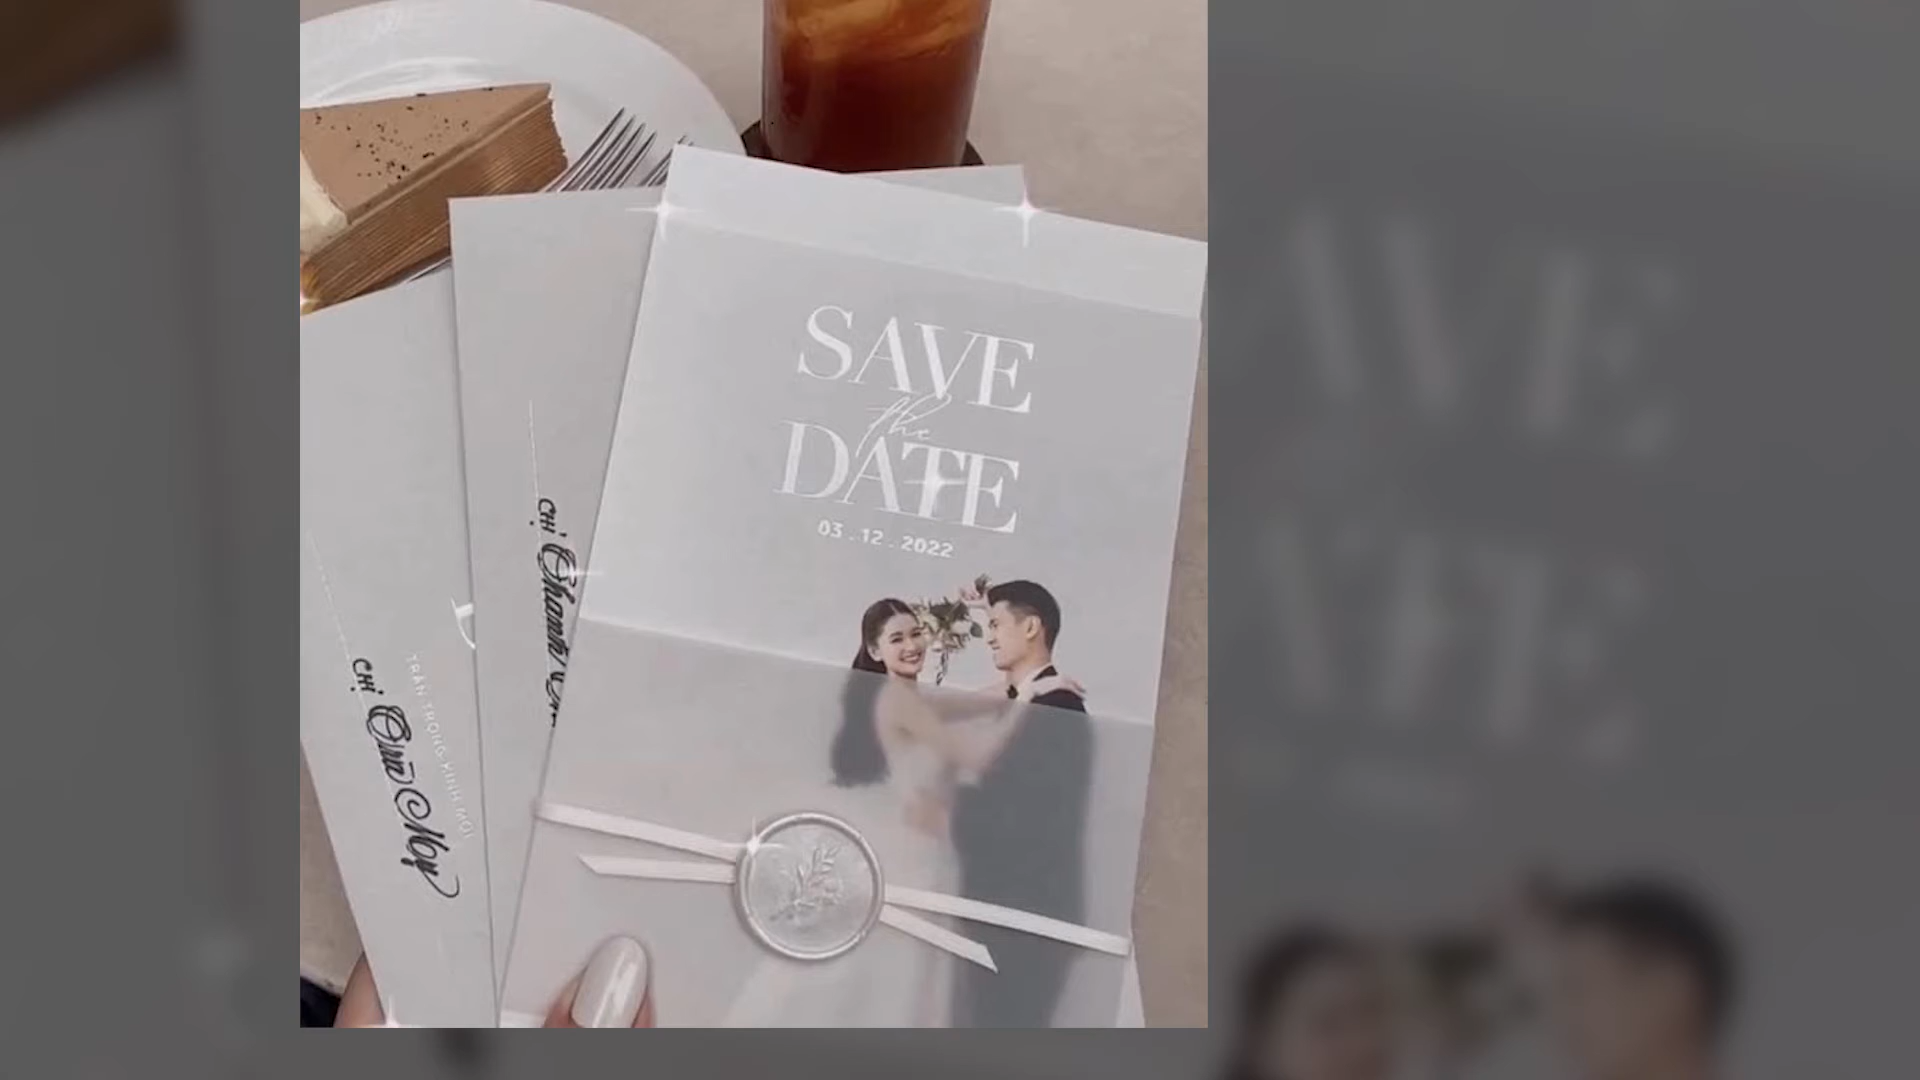 SAVE
the
DATE
03.12.2022
CHỊ
TRÂN TRỌNG KÍNH MỜI
CHỊ